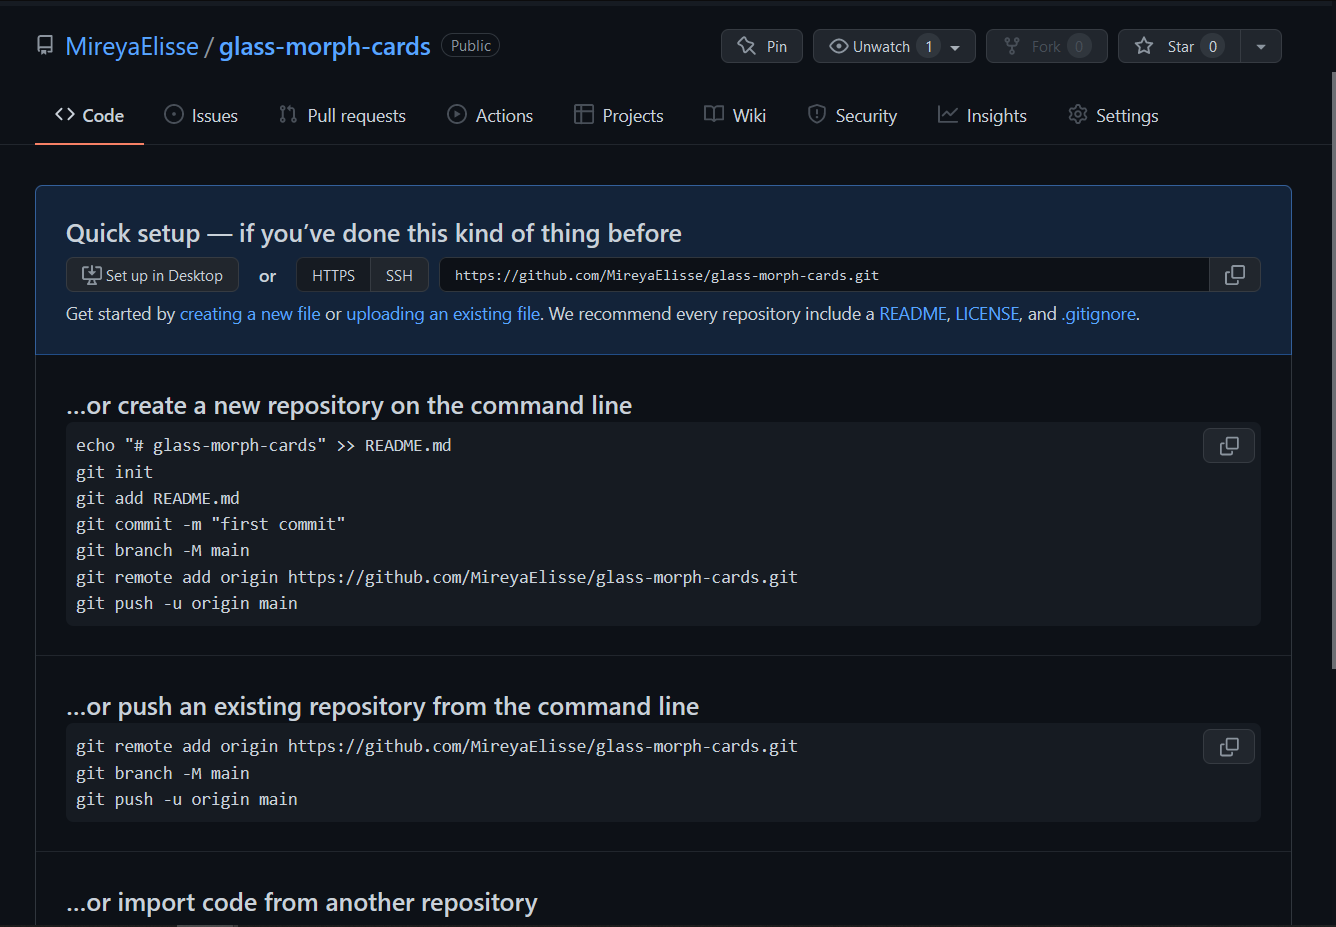 MireyaElisse / glass-morph-cards Public Pin Unwatch 1 Fork 0 Star 0
Code Issues Pull requests Actions Projects Wiki Security Insights Settings
Quick setup — if you’ve done this kind of thing before
Set up in Desktop or HTTPS SSH https://github.com/MireyaElisse/glass-morph-cards.git
Get started by creating a new file or uploading an existing file. We recommend every repository include a README, LICENSE, and .gitignore.
…or create a new repository on the command line
echo "# glass-morph-cards" >> README.md
git init
git add README.md
git commit -m "first commit"
git branch -M main
git remote add origin https://github.com/MireyaElisse/glass-morph-cards.git
git push -u origin main
…or push an existing repository from the command line
git remote add origin https://github.com/MireyaElisse/glass-morph-cards.git
git branch -M main
git push -u origin main
…or import code from another repository